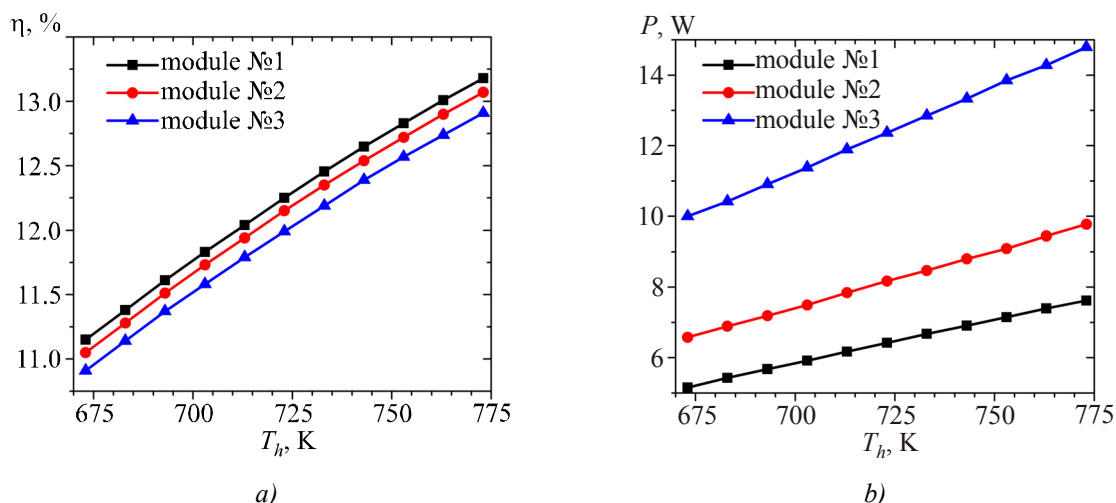 η, %
module №1
module №2
module №3
13.0
12.5
12.0
11.5
11.0
675 700 725 750 775
T_h, K
a)
P, W
module №1
module №2
module №3
14
12
10
8
6
675 700 725 750 775
T_h, K
b)